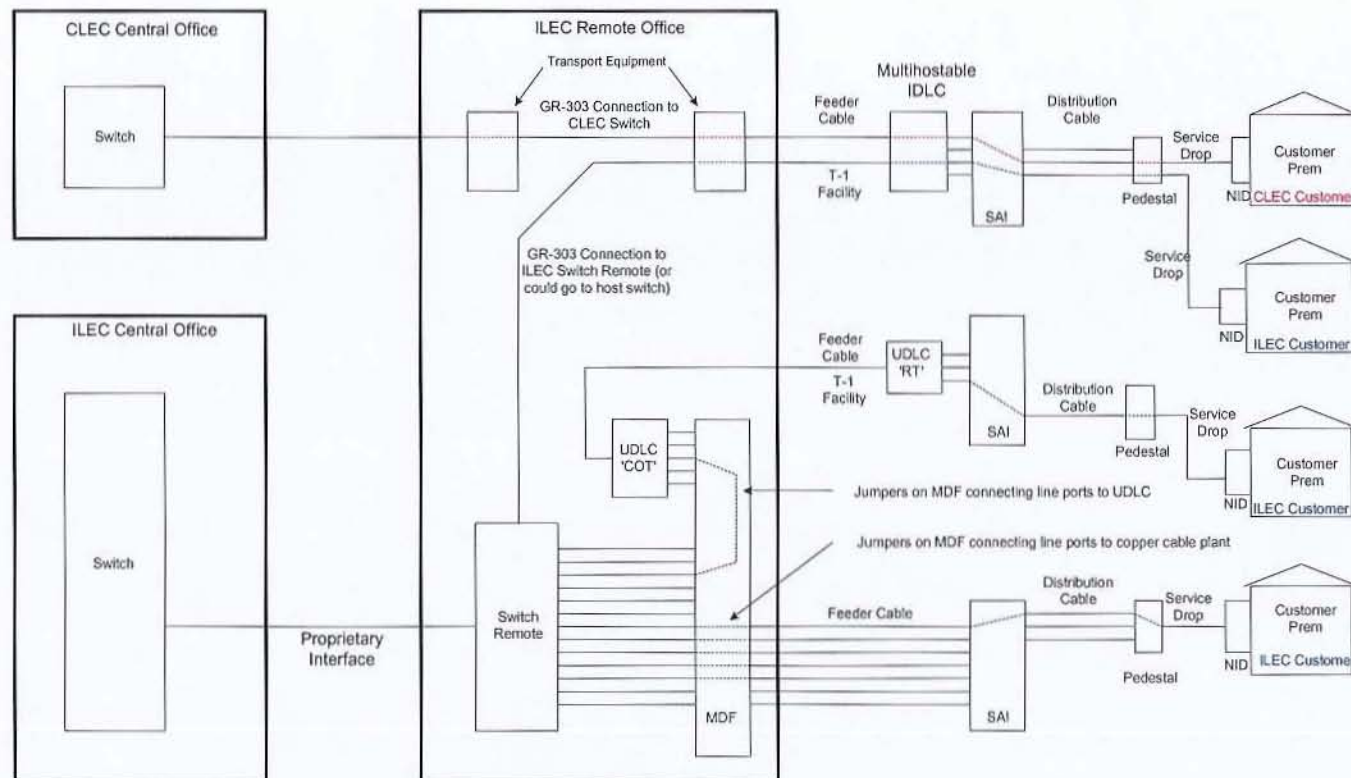 CLEC Central Office
Switch
ILEC Remote Office
Transport Equipment
GR-303 Connection to
CLEC Switch
GR-303 Connection to
ILEC Switch Remote (or
could go to host switch)
Multihostable
IDLC
Feeder
Cable
T-1
Facility
SAI
Distribution
Cable
Pedestal
Service
Drop
NID
Customer
Prem
CLEC Customer
Service
Drop
NID
Customer
Prem
ILEC Customer
ILEC Central Office
Switch
Proprietary
Interface
Switch
Remote
UDLC
'COT'
MDF
Feeder
Cable
T-1
Facility
UDLC
'RT'
SAI
Distribution
Cable
Pedestal
Service
Drop
NID
Customer
Prem
ILEC Customer
Jumpers on MDF connecting line ports to UDLC
Jumpers on MDF connecting line ports to copper cable plant
Feeder Cable
SAI
Distribution
Cable
Pedestal
Service
Drop
NID
Customer
Prem
ILEC Customer